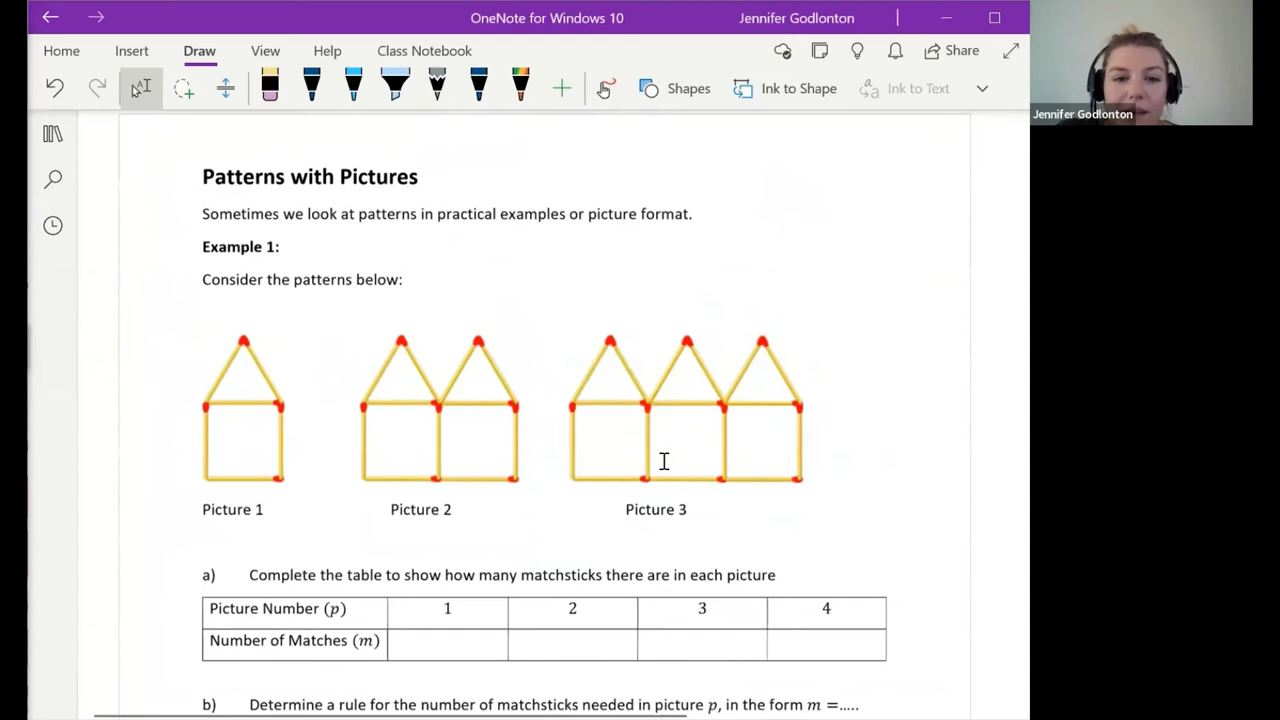 OneNote for Windows 10
Jennifer Godlonton
Home Insert Draw View Help Class Notebook
Share
Shapes
Ink to Shape
Ink to Text
Jennifer Godlonton
Patterns with Pictures
Sometimes we look at patterns in practical examples or picture format.
Example 1:
Consider the patterns below:
Picture 1 Picture 2 Picture 3
a) Complete the table to show how many matchsticks there are in each picture
Picture Number (p) 1 2 3 4
Number of Matches (m)
b) Determine a rule for the number of matchsticks needed in picture p, in the form m =.....